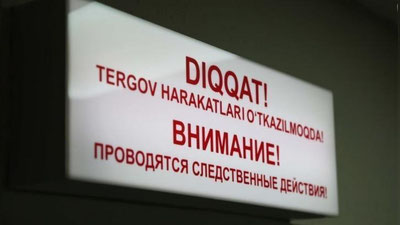 DIQQAT!
TERGOV HARAKATLARI O‘TKAZILMOQDA!
ВНИМАНИЕ!
ПРОВОДЯТСЯ СЛЕДСТВЕННЫЕ ДЕЙСТВИЯ!